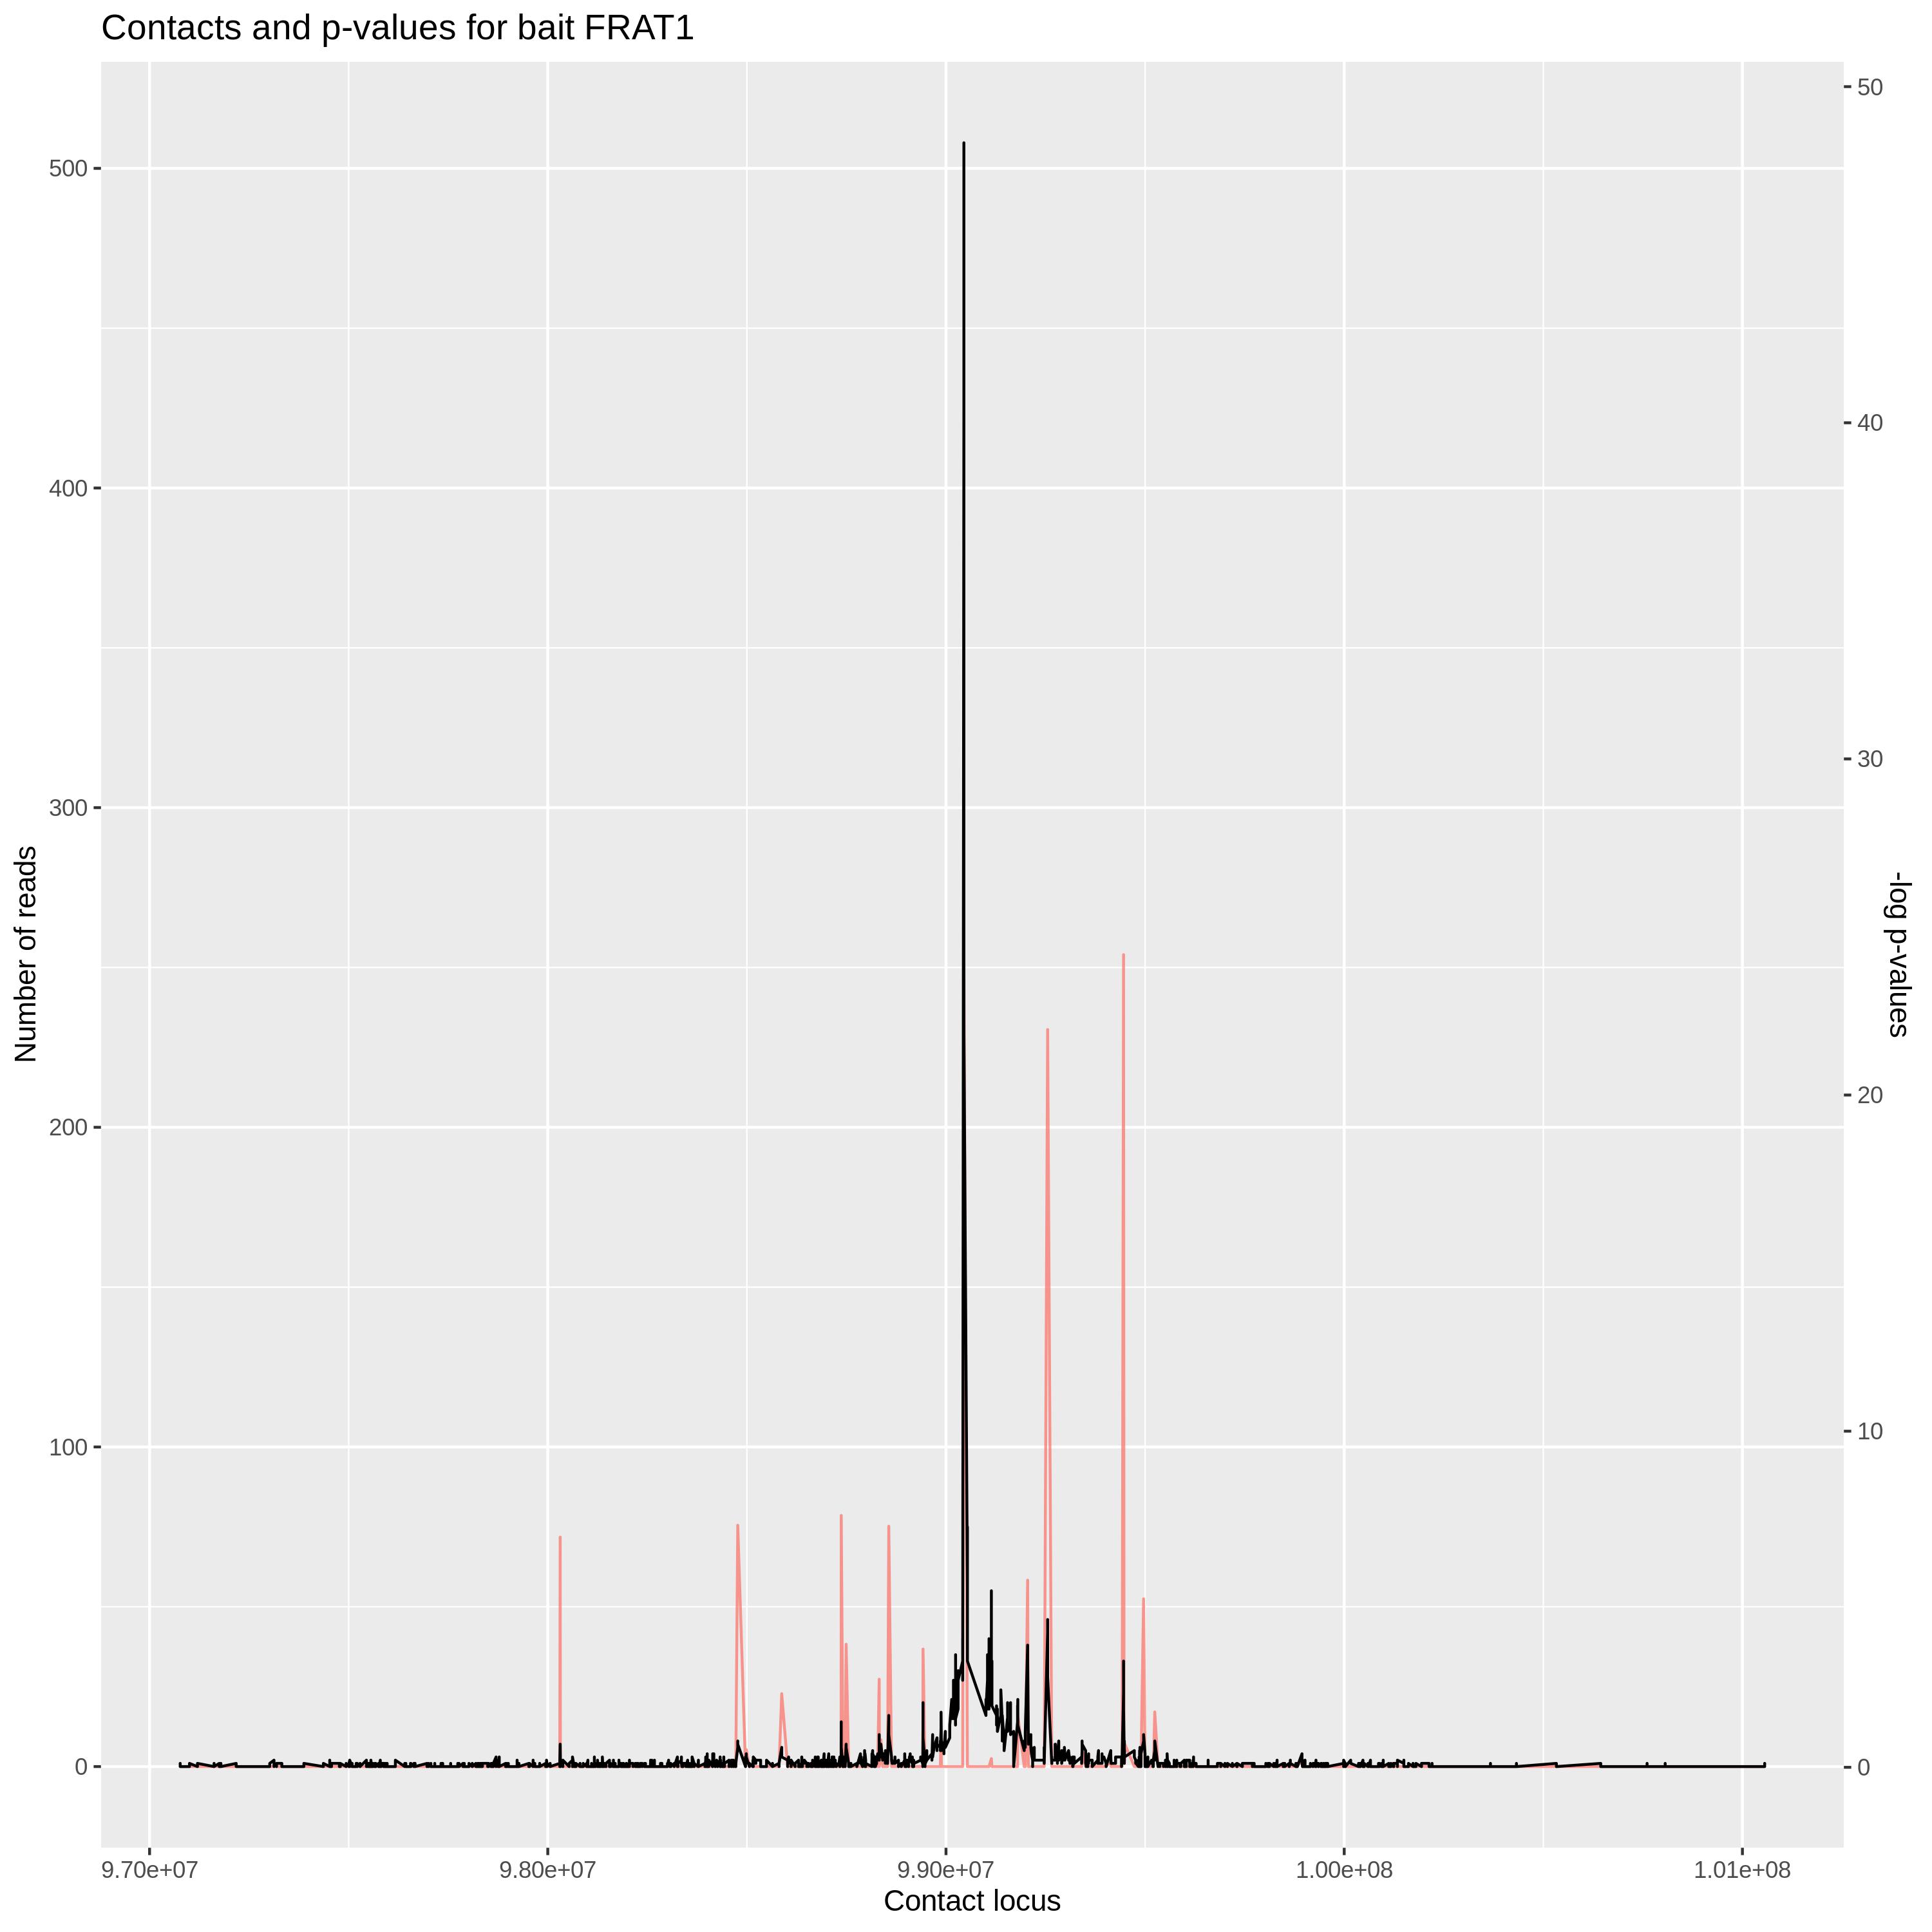 Contacts and p-values for bait FRAT1
Number of reads
500
400
300
200
100
0
50
40
30
20
10
0
-log p-values
9.70e+07
9.80e+07
9.90e+07
1.00e+08
1.01e+08
Contact locus